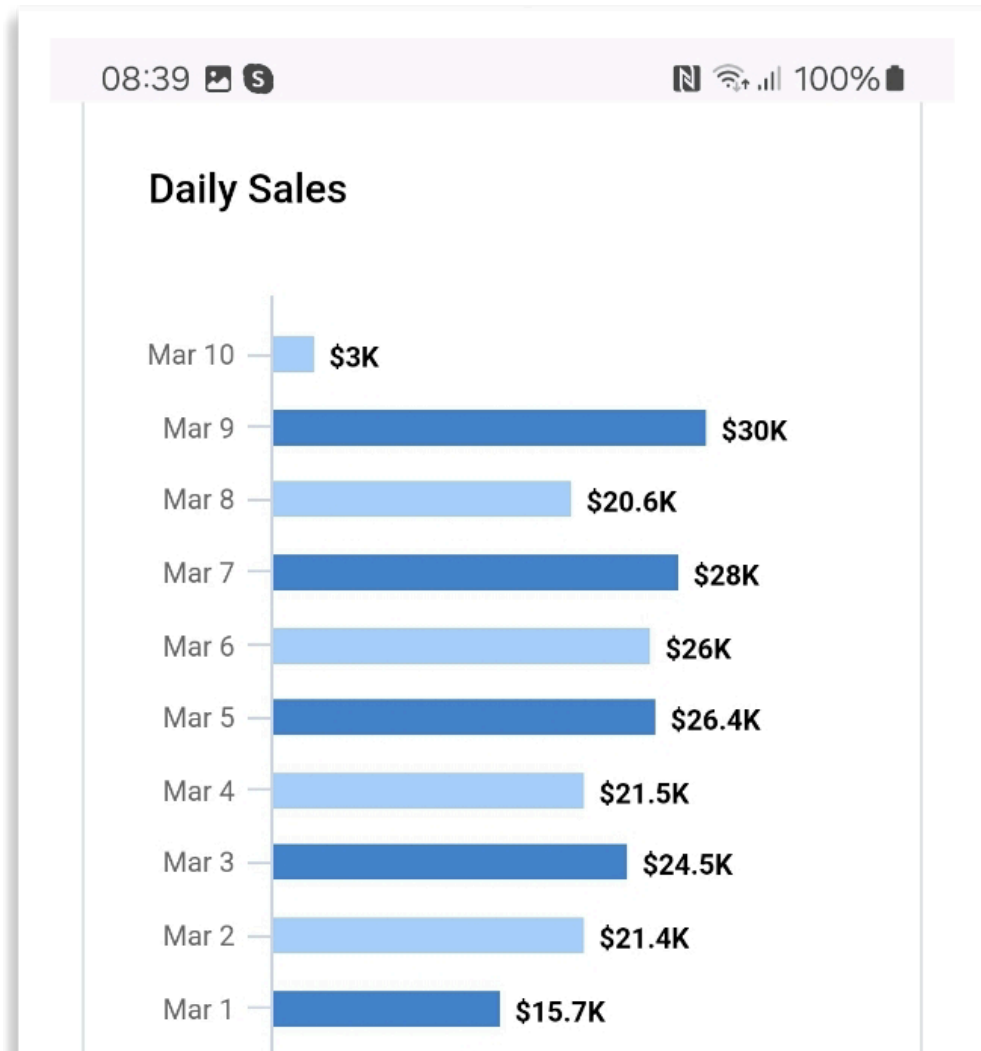 08:39 S 100%
Daily Sales
Mar 10 $3K
Mar 9 $30K
Mar 8 $20.6K
Mar 7 $28K
Mar 6 $26K
Mar 5 $26.4K
Mar 4 $21.5K
Mar 3 $24.5K
Mar 2 $21.4K
Mar 1 $15.7K